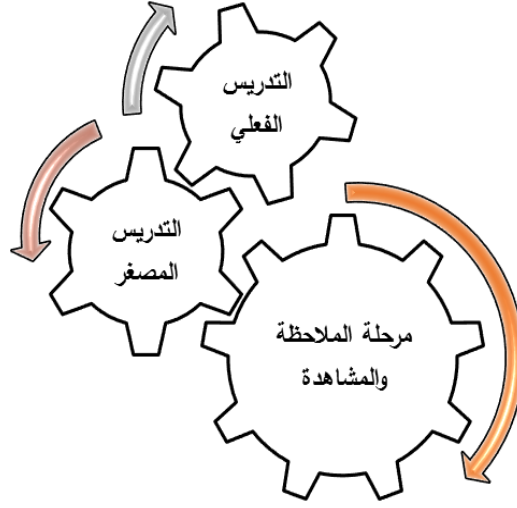 التدريس
الفعلي
التدريس
المصغر
مرحلة الملاحظة
والمشاهدة